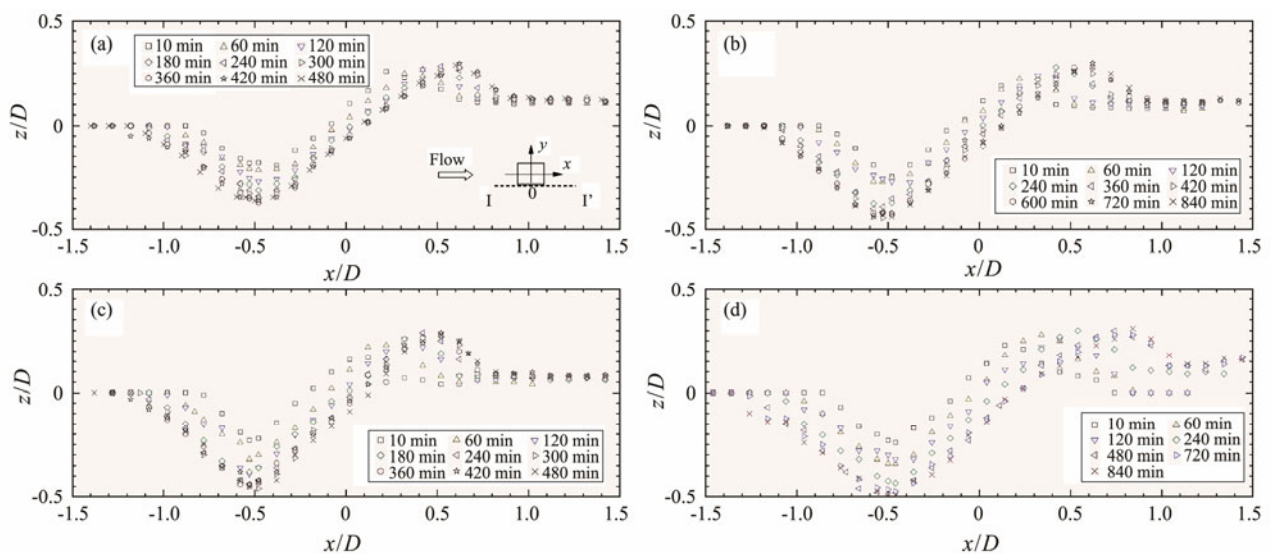 (a)
10 min 60 min 120 min
180 min 240 min 300 min
360 min 420 min 480 min
Flow
y
x
0
I I'
z/D
0.5
0
-0.5
-1.5 -1.0 -0.5 0 0.5 1.0 1.5
x/D
(b)
10 min 60 min 120 min
240 min 360 min 420 min
600 min 720 min 840 min
z/D
0.5
0
-0.5
-1.5 -1.0 -0.5 0 0.5 1.0 1.5
x/D
(c)
10 min 60 min 120 min
180 min 240 min 300 min
360 min 420 min 480 min
z/D
0.5
0
-0.5
-1.5 -1.0 -0.5 0 0.5 1.0 1.5
x/D
(d)
10 min 60 min
120 min 240 min
480 min 720 min
840 min
z/D
0.5
0
-0.5
-1.5 -1.0 -0.5 0 0.5 1.0 1.5
x/D